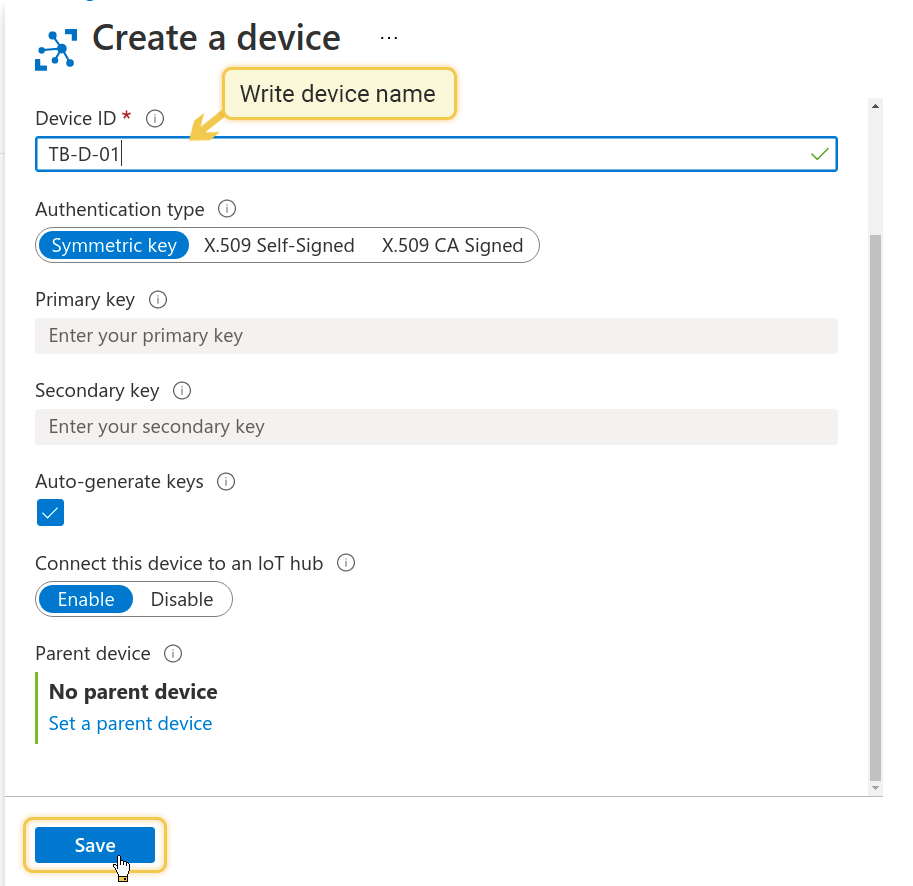 Create a device ...
Write device name
Device ID *
TB-D-01
Authentication type
Symmetric key X.509 Self-Signed X.509 CA Signed
Primary key
Enter your primary key
Secondary key
Enter your secondary key
Auto-generate keys
Connect this device to an IoT hub
Enable Disable
Parent device
No parent device
Set a parent device
Save